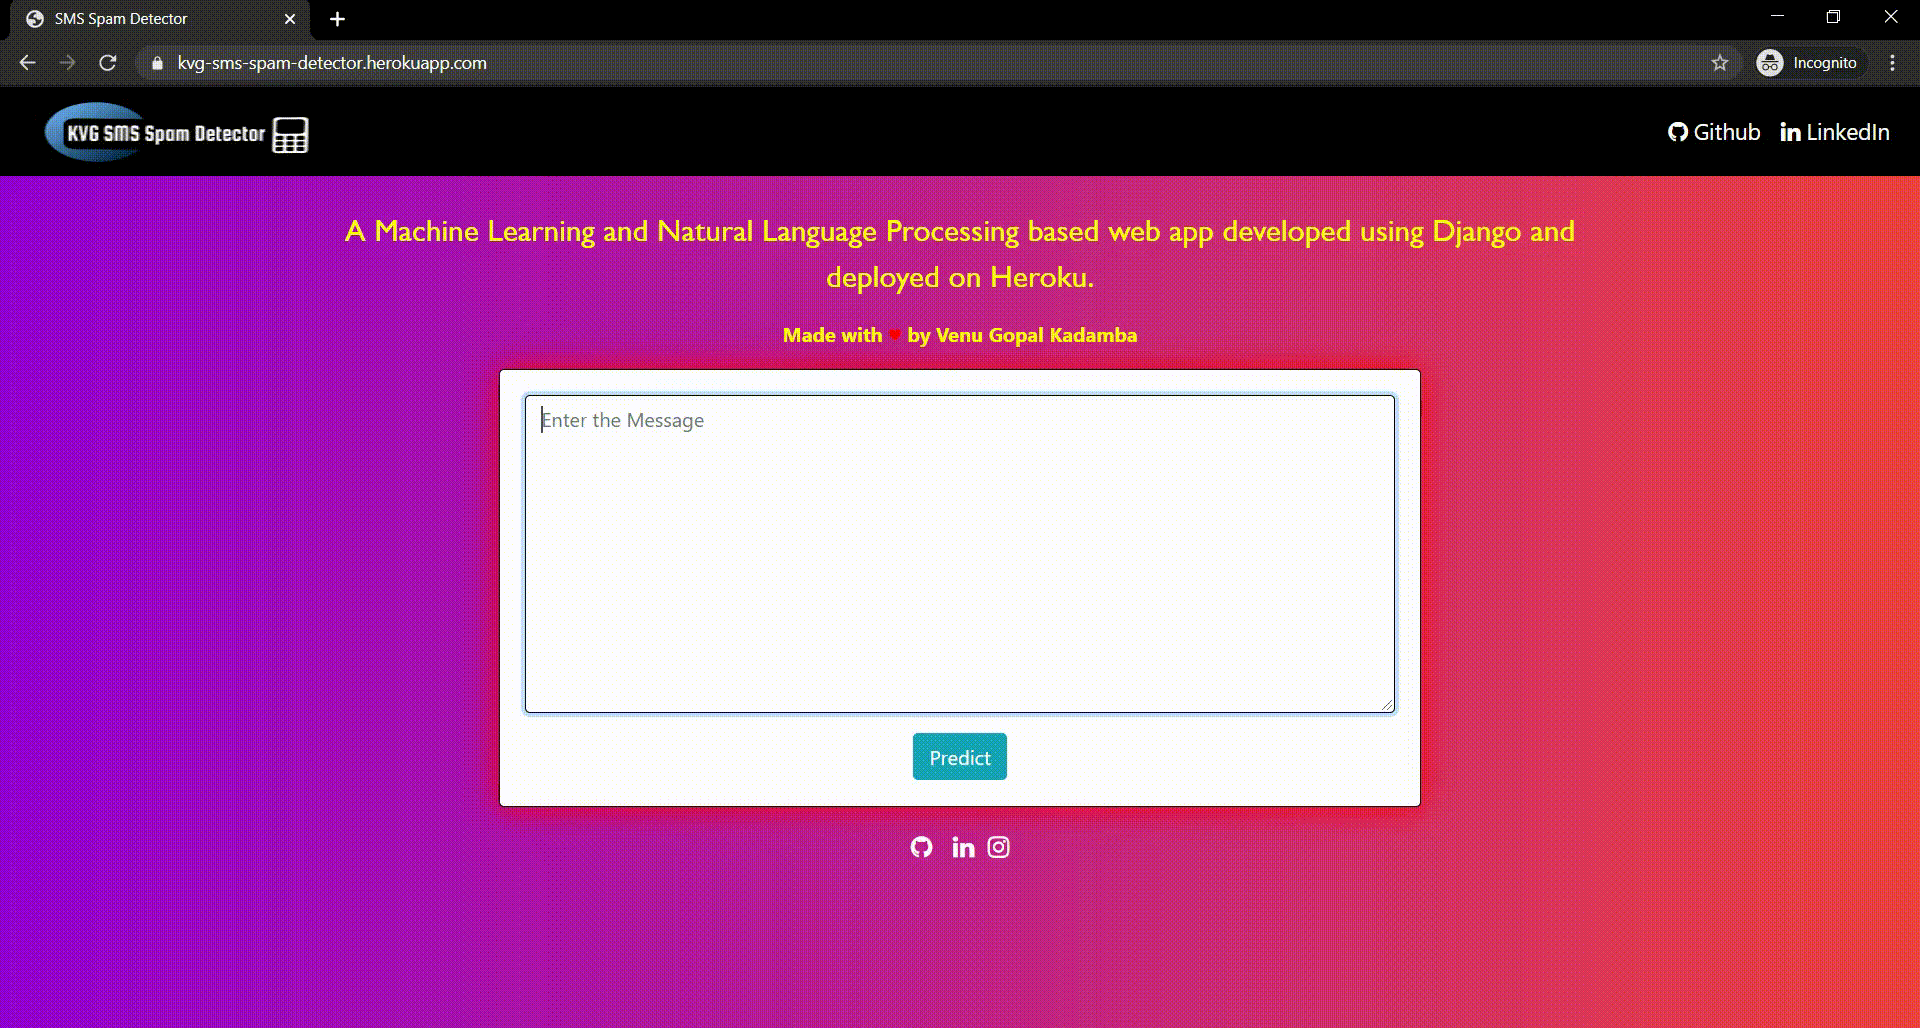 SMS Spam Detector
kvg-sms-spam-detector.herokuapp.com
Incognito
KVG SMS Spam Detector
Github
LinkedIn
A Machine Learning and Natural Language Processing based web app developed using Django and
deployed on Heroku.
Made with ❤ by Venu Gopal Kadamba
Enter the Message
Predict